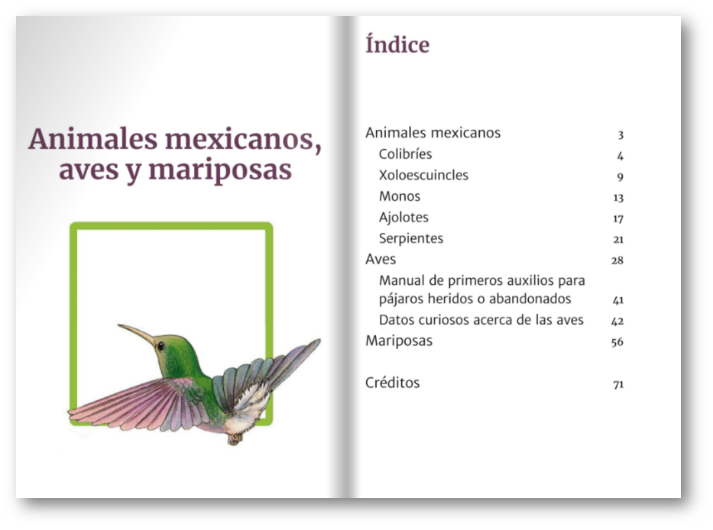 Animales mexicanos,
aves y mariposas
Índice
Animales mexicanos 3
Colibríes 4
Xoloescuincles 9
Monos 13
Ajolotes 17
Serpientes 21
Aves 28
Manual de primeros auxilios para
pájaros heridos o abandonados 41
Datos curiosos acerca de las aves 42
Mariposas 56
Créditos 71